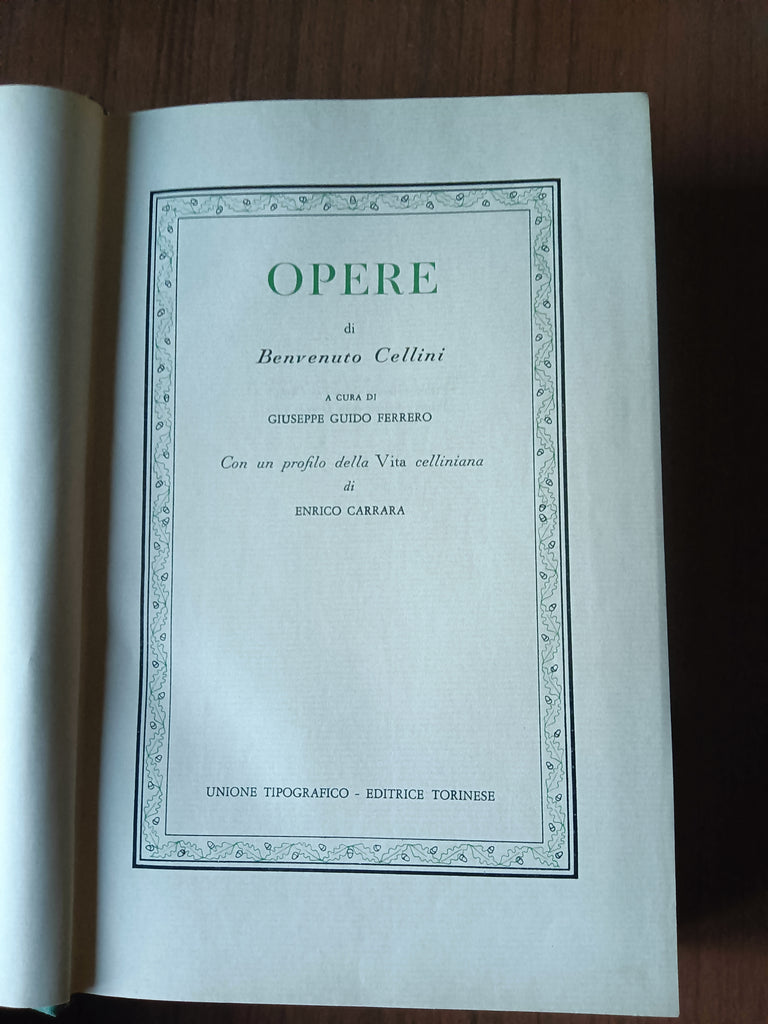 OPERE
di
Benvenuto Cellini
A CURA DI
GIUSEPPE GUIDO FERRERO
Con un profilo della Vita celliniana
di
ENRICO CARRARA
UNIONE TIPOGRAFICO - EDITRICE TORINESE